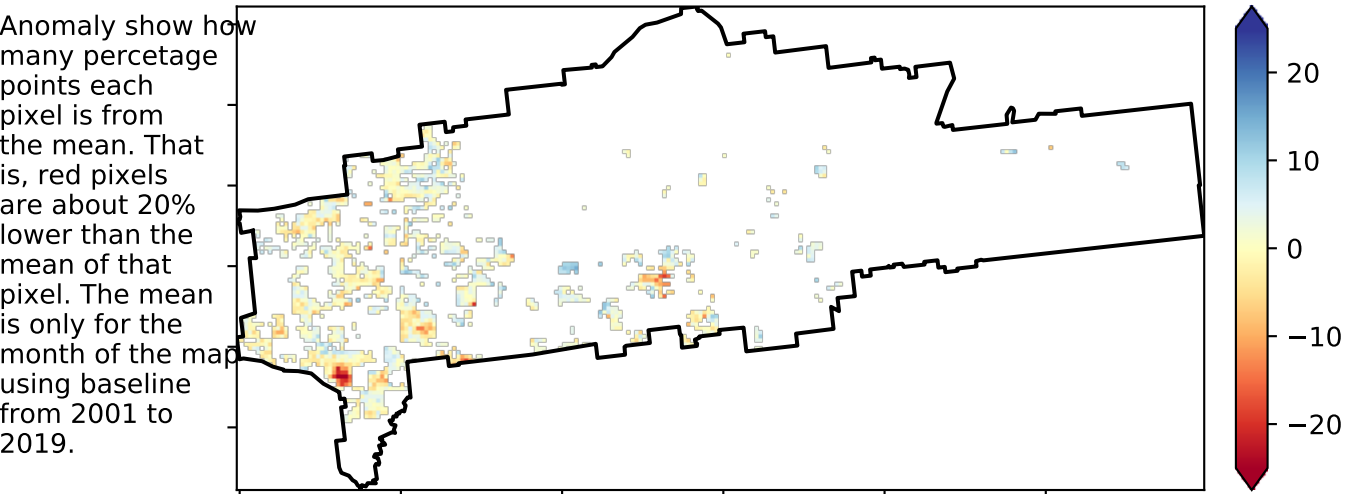 Anomaly show how
many percetage
points each
pixel is from
the mean. That
is, red pixels
are about 20%
lower than the
mean of that
pixel. The mean
is only for the
month of the map
using baseline
from 2001 to
2019.
20
10
0
−10
−20